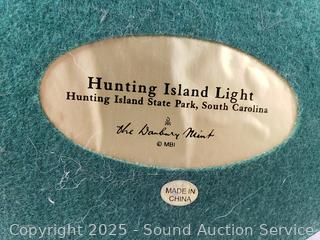 Hunting Island Light
Hunting Island State Park, South Carolina
The Danbury Mint
© MBI
MADE IN
CHINA
Copyright 2025 - Sound Auction Service